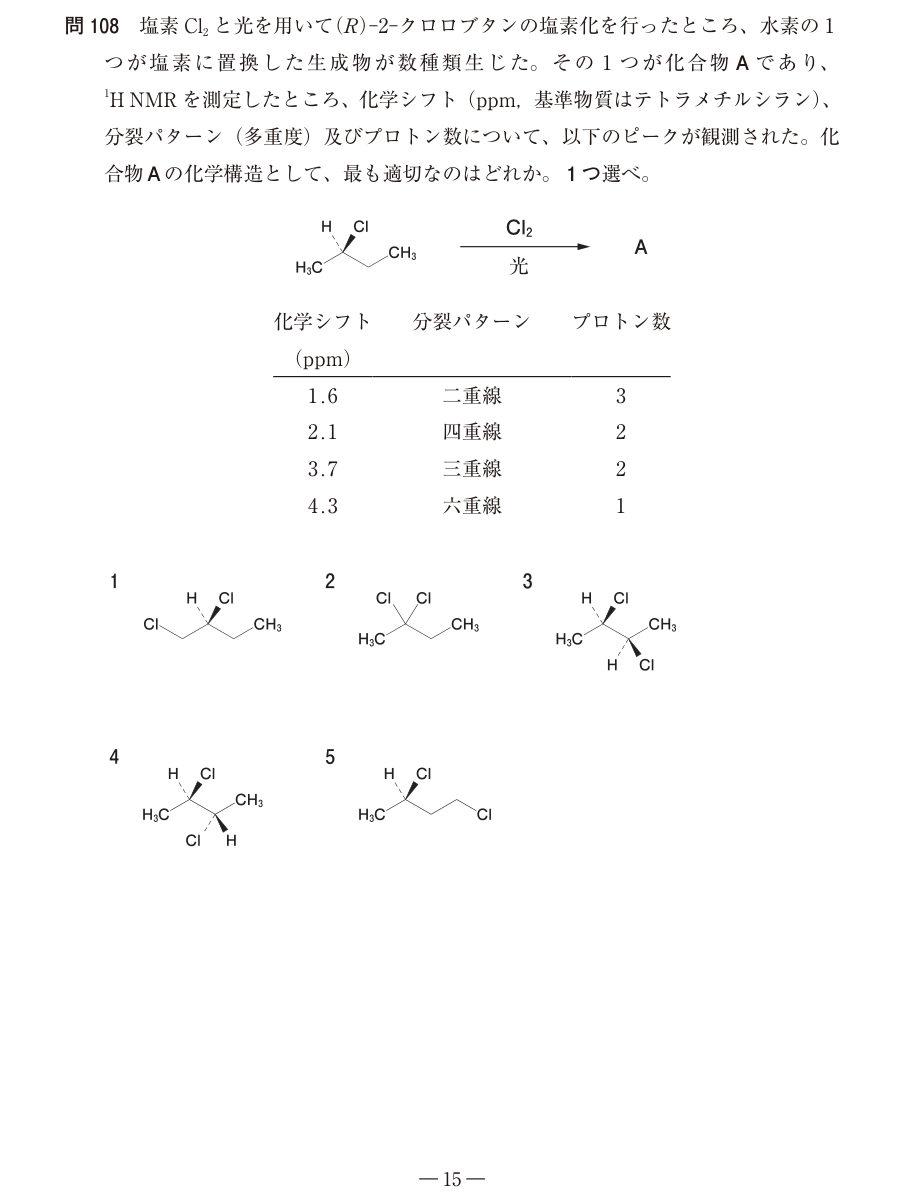 問 108　塩素 Cl₂ と光を用いて(R)-2-クロロブタンの塩素化を行ったところ、水素の1
つが塩素に置換した生成物が数種類生じた。その1つが化合物 A であり、
¹H NMR を測定したところ、化学シフト（ppm，基準物質はテトラメチルシラン）、
分裂パターン（多重度）及びプロトン数について、以下のピークが観測された。化
合物 A の化学構造として、最も適切なのはどれか。1つ選べ。
H Cl
H₃C CH₃
Cl₂
光
A
化学シフト 分裂パターン プロトン数
（ppm）
1.6 二重線 3
2.1 四重線 2
3.7 三重線 2
4.3 六重線 1
1
H Cl
Cl CH₃
2
Cl Cl
H₃C CH₃
3
H Cl
H₃C CH₃
H Cl
4
H Cl
H₃C CH₃
Cl H
5
H Cl
H₃C Cl
— 15 —